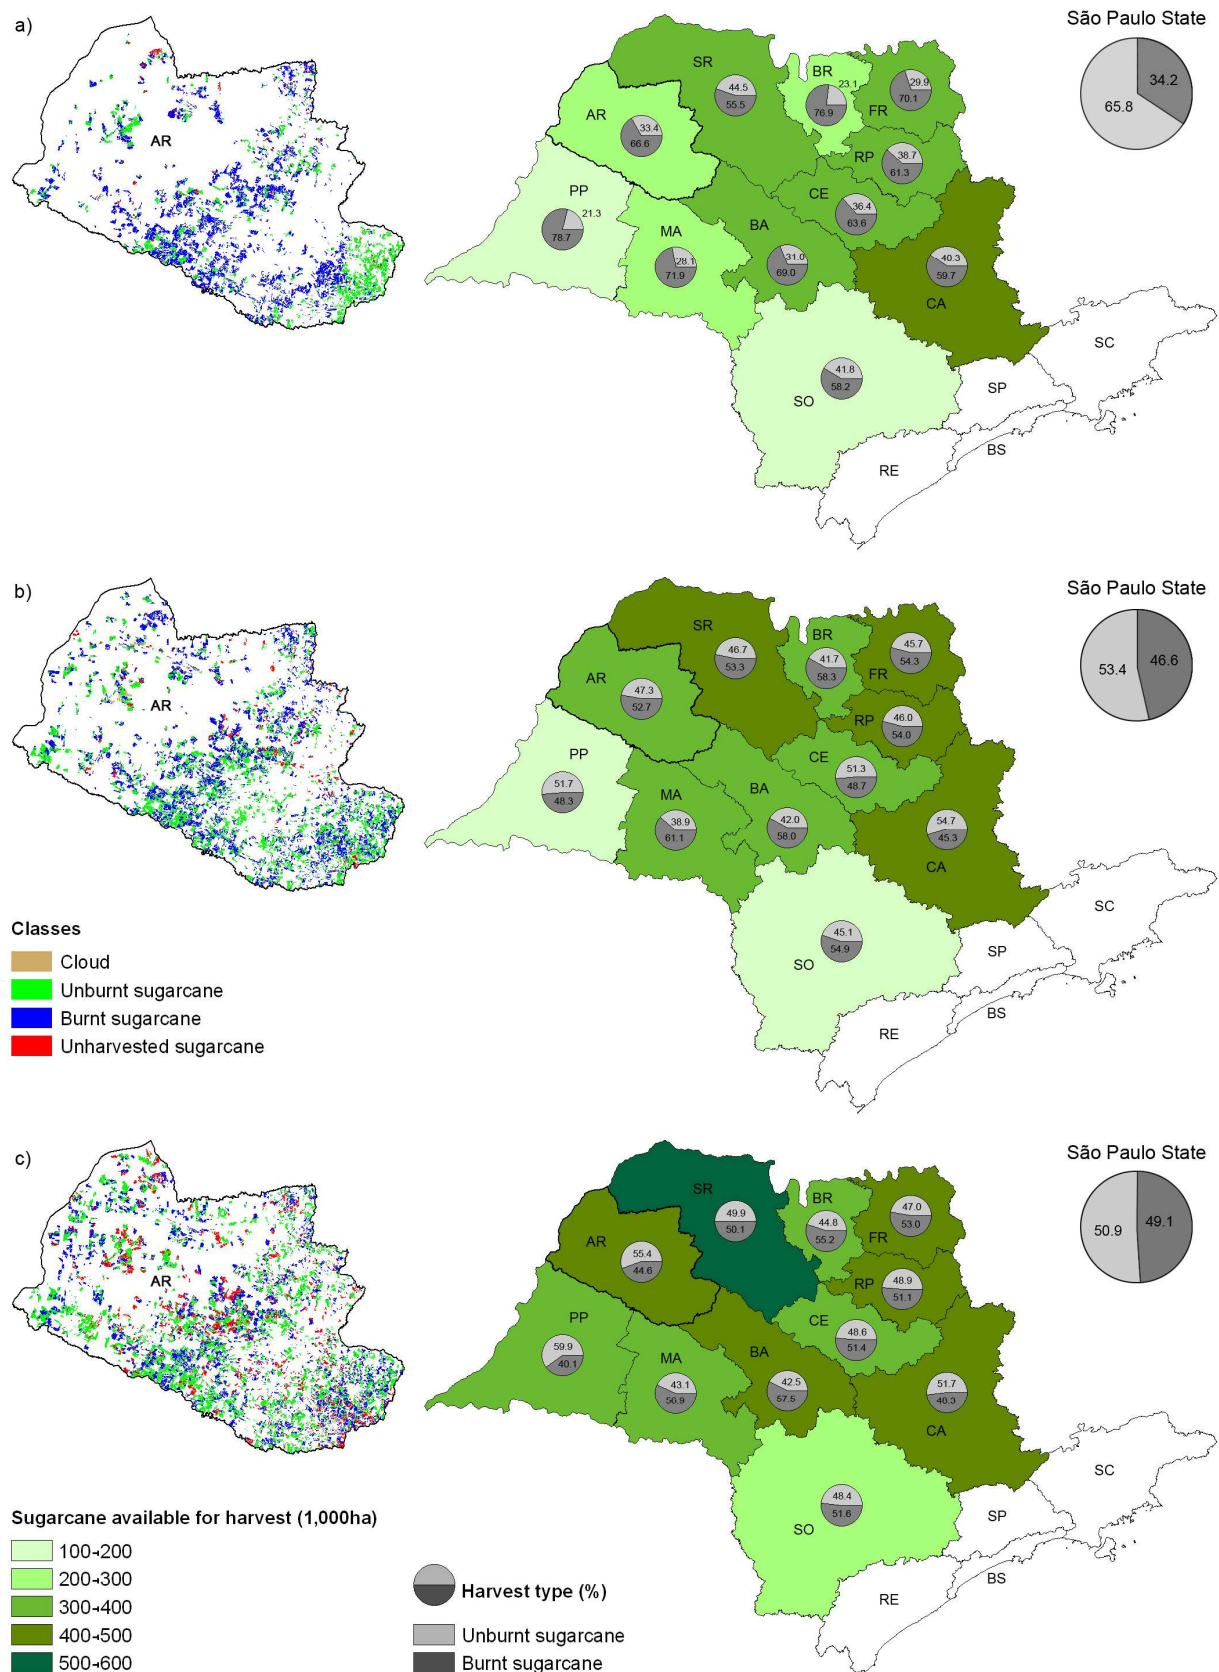 a)
São Paulo State
34.2
65.8
AR
SR
44.5
55.5
BR
23.1
76.9
29.9
70.1
FR
AR
33.4
66.6
RP
38.7
61.3
PP
21.3
78.7
CE
36.4
63.6
MA
28.1
71.9
BA
31.0
69.0
40.3
59.7
CA
SC
41.8
58.2
SO
SP
BS
RE
b)
São Paulo State
53.4
46.6
AR
SR
46.7
53.3
BR
41.7
58.3
45.7
54.3
FR
AR
47.3
52.7
RP
46.0
54.0
PP
51.7
48.3
CE
51.3
48.7
MA
38.9
61.1
BA
42.0
58.0
54.7
45.3
CA
SC
45.1
54.9
SO
SP
BS
RE
Classes
Cloud
Unburnt sugarcane
Burnt sugarcane
Unharvested sugarcane
c)
São Paulo State
50.9
49.1
AR
SR
49.9
50.1
BR
44.8
55.2
47.0
53.0
FR
AR
55.4
44.6
RP
48.9
51.1
PP
59.9
40.1
CE
48.6
51.4
MA
43.1
56.9
BA
42.5
57.5
51.7
CA
SC
48.4
51.6
SO
SP
BS
RE
Sugarcane available for harvest (1,000ha)
100-200
200-300
300-400
400-500
500-600
Harvest type (%)
Unburnt sugarcane
Burnt sugarcane